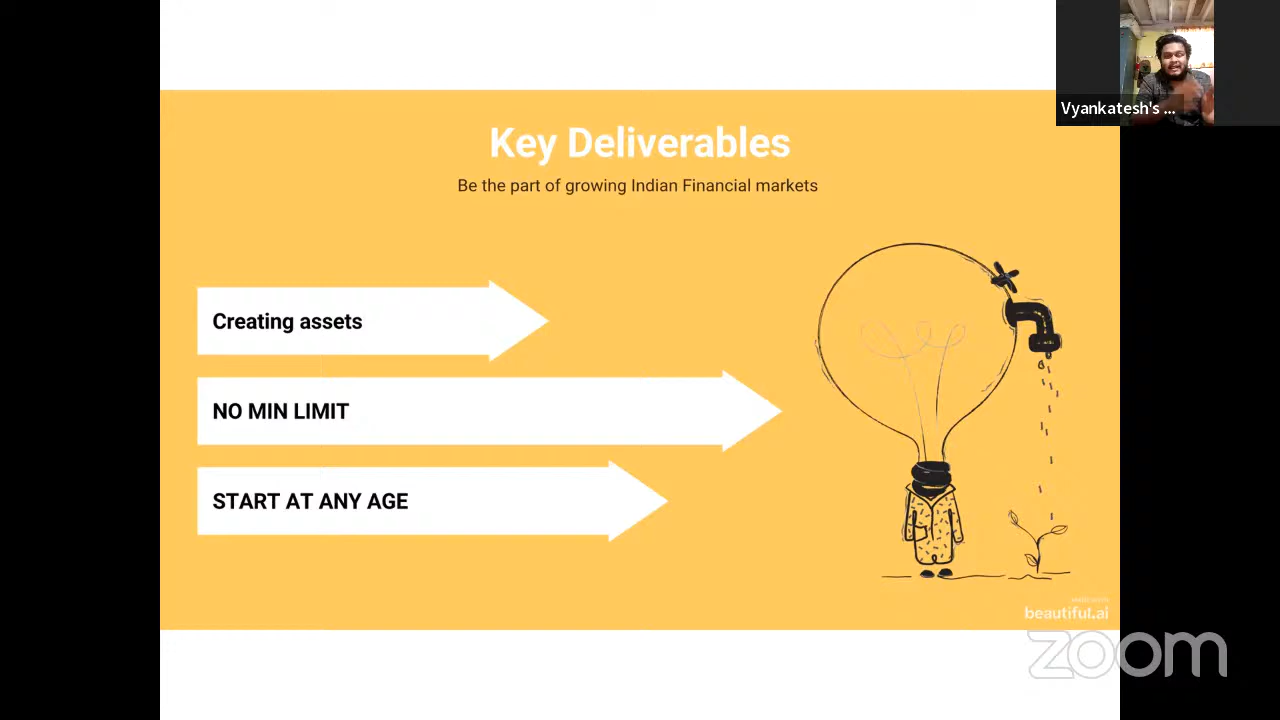 Key Deliverables
Be the part of growing Indian Financial markets
Creating assets
NO MIN LIMIT
START AT ANY AGE
Vyankatesh's ...
beautiful.ai
zoom